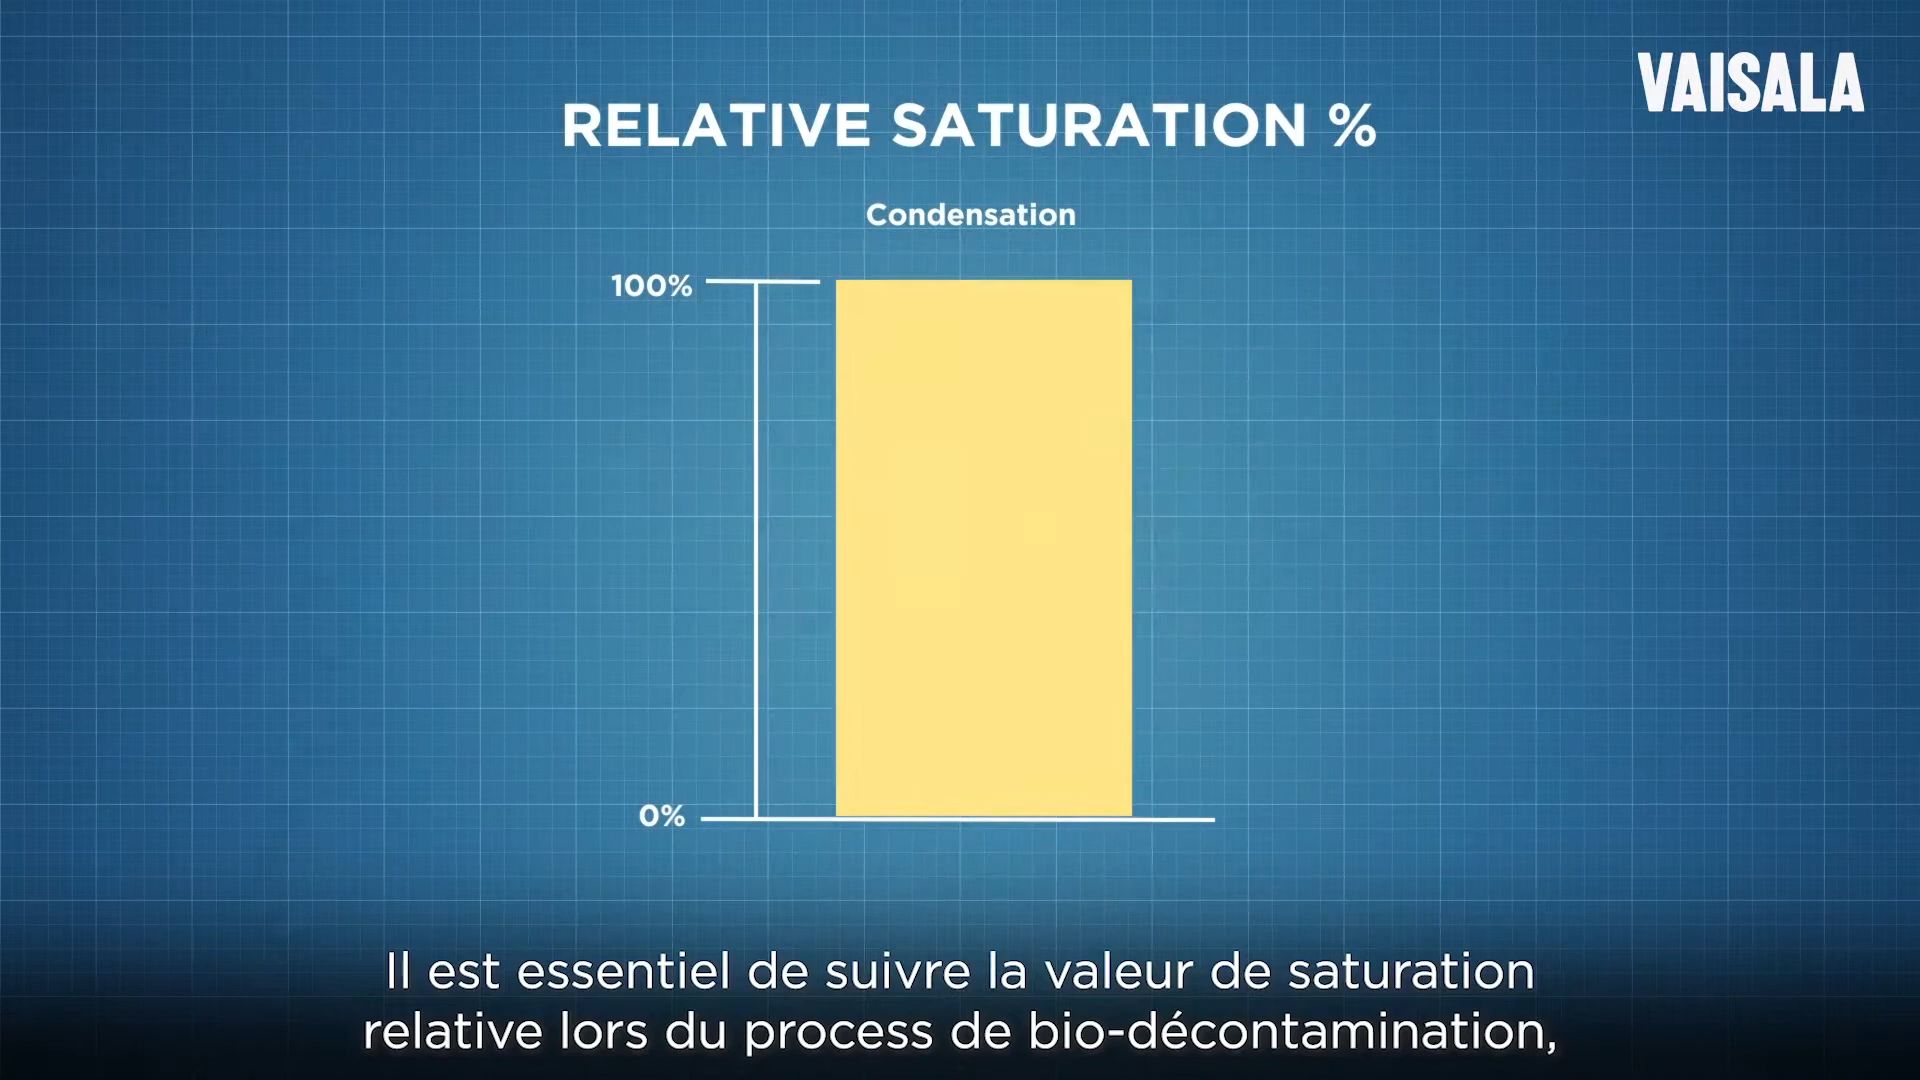 VAISALA
RELATIVE SATURATION %
Condensation
100%
0%
Il est essentiel de suivre la valeur de saturation
relative lors du process de bio-décontamination,